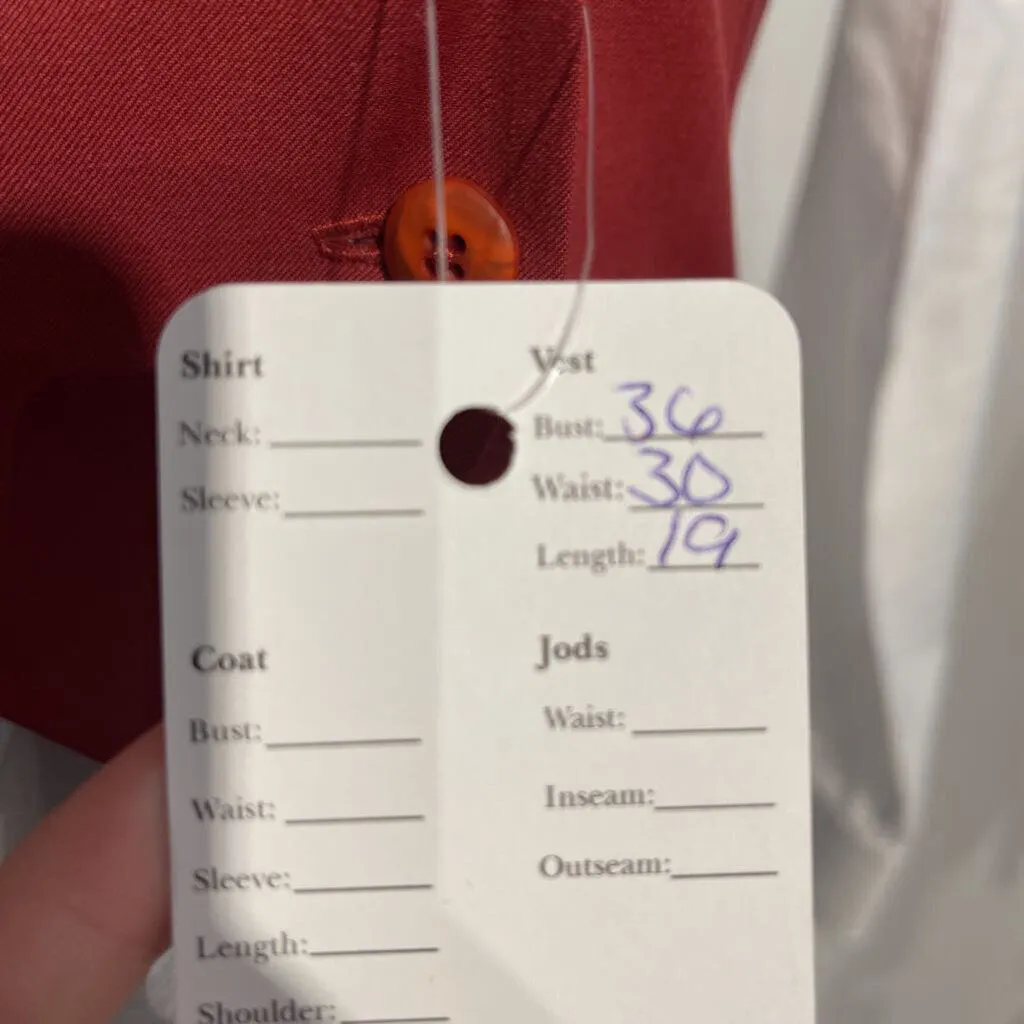 Shirt
Neck:
Sleeve:
Vest
Bust: 36
Waist: 30
Length: 19
Coat
Bust:
Waist:
Sleeve:
Length:
Shoulder:
Jods
Waist:
Inseam:
Outseam: